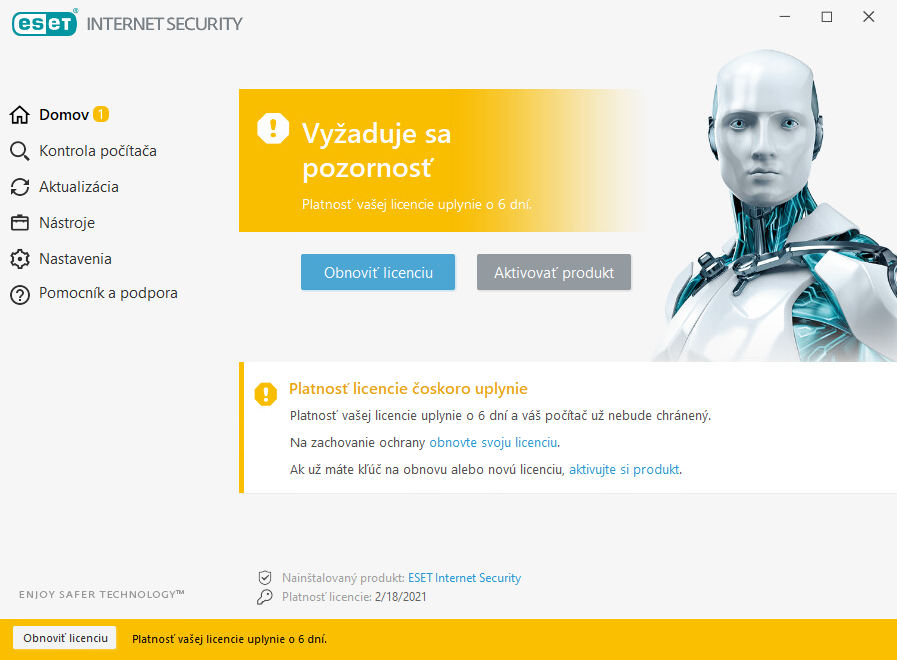 eset® INTERNET SECURITY
Domov 1
Kontrola počítača
Aktualizácia
Nástroje
Nastavenia
Pomocník a podpora
Vyžaduje sa
pozornosť
Platnosť vašej licencie uplynie o 6 dní.
Obnoviť licenciu Aktivovať produkt
Platnosť licencie čoskoro uplynie
Platnosť vašej licencie uplynie o 6 dní a váš počítač už nebude chránený.
Na zachovanie ochrany obnovte svoju licenciu.
Ak už máte kľúč na obnovu alebo novú licenciu, aktivujte si produkt.
Nainštalovaný produkt: ESET Internet Security
Platnosť licencie: 2/18/2021
ENJOY SAFER TECHNOLOGY™
Obnoviť licenciu Platnosť vašej licencie uplynie o 6 dní.